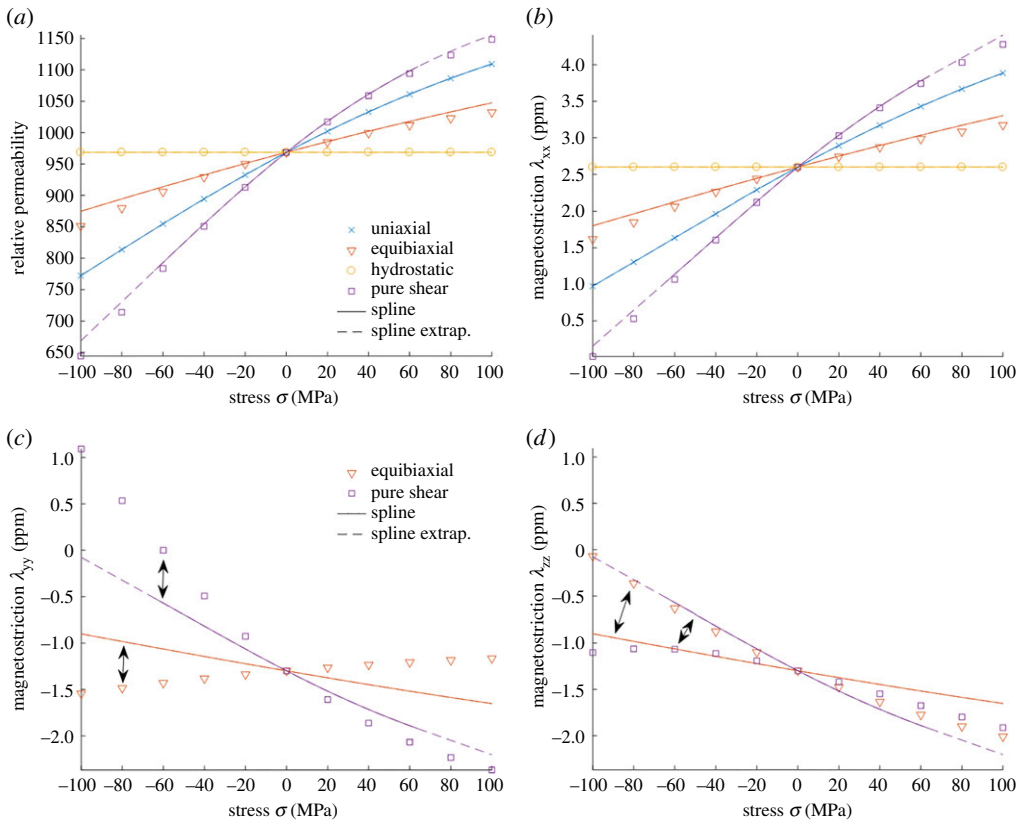 (a)
1150
1100
1050
1000
950
900
850
800
750
700
650
relative permeability
uniaxial
equibiaxial
hydrostatic
pure shear
spline
spline extrap.
–100 –80 –60 –40 –20 0 20 40 60 80 100
stress σ (MPa)
(b)
4.0
3.5
3.0
2.5
2.0
1.5
1.0
0.5
magnetostriction λxx (ppm)
–100 –80 –60 –40 –20 0 20 40 60 80 100
stress σ (MPa)
(c)
1.0
0.5
0
–0.5
–1.0
–1.5
–2.0
magnetostriction λyy (ppm)
equibiaxial
pure shear
spline
spline extrap.
–100 –80 –60 –40 –20 0 20 40 60 80 100
stress σ (MPa)
(d)
1.0
0.5
0
–0.5
–1.0
–1.5
–2.0
magnetostriction λzz (ppm)
–100 –80 –60 –40 –20 0 20 40 60 80 100
stress σ (MPa)